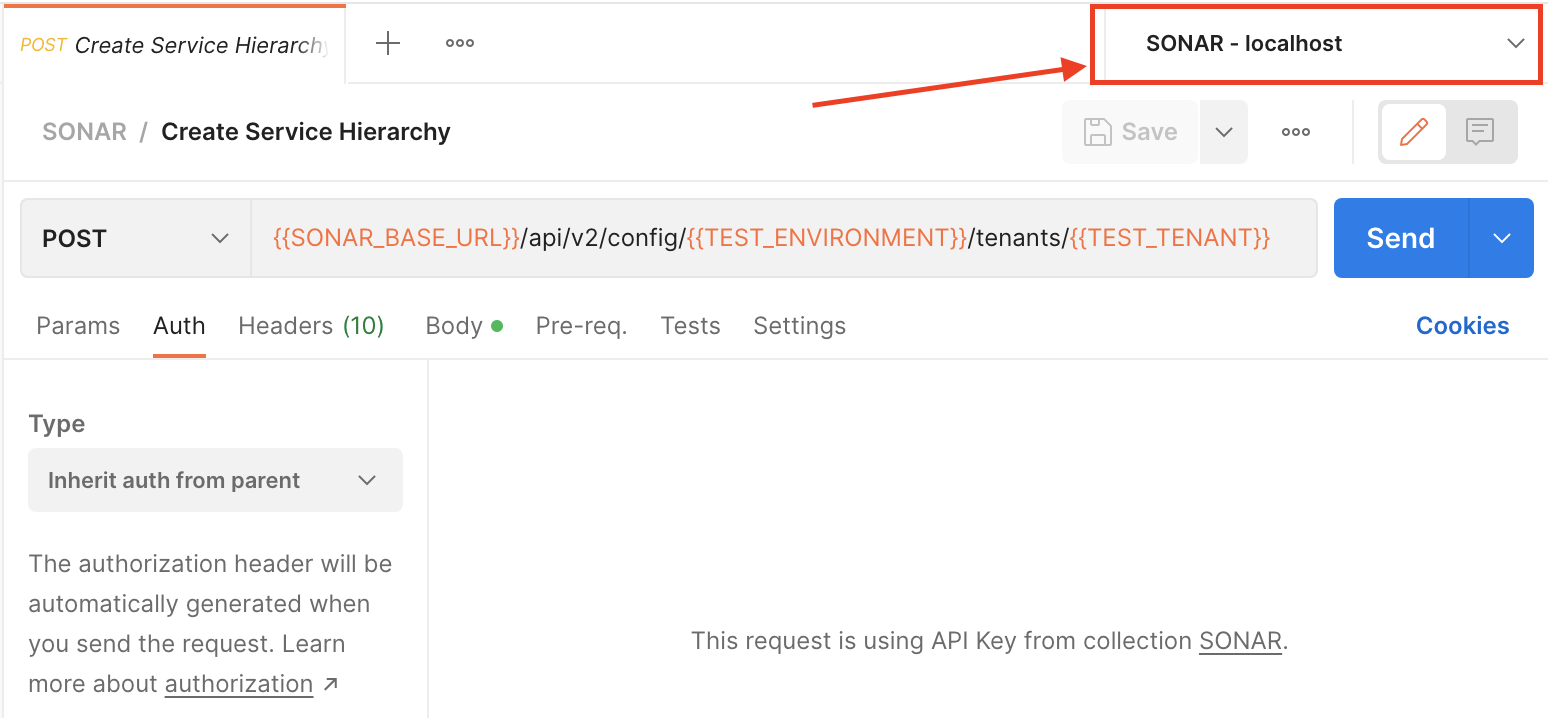 POST Create Service Hierarchy
SONAR - localhost
SONAR / Create Service Hierarchy
Save
POST
{{SONAR_BASE_URL}}/api/v2/config/{{TEST_ENVIRONMENT}}/tenants/{{TEST_TENANT}}
Send
Params Auth Headers (10) Body Pre-req. Tests Settings
Cookies
Type
Inherit auth from parent
The authorization header will be
automatically generated when
you send the request. Learn
more about authorization ↗
This request is using API Key from collection SONAR.